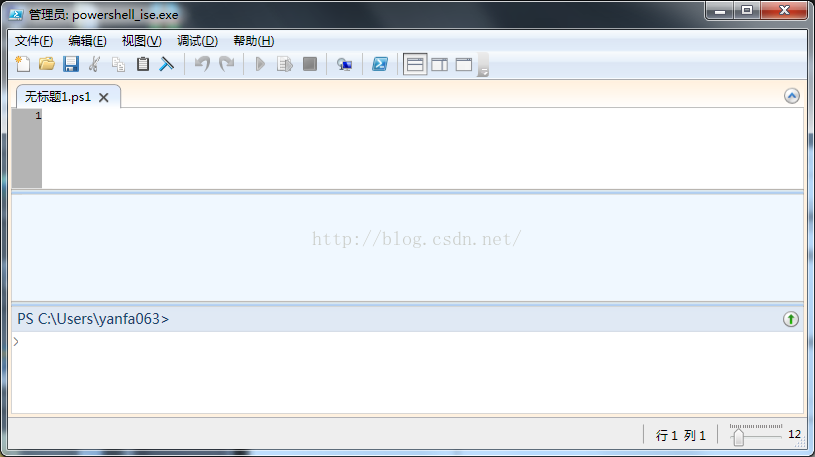 管理员: powershell_ise.exe
文件(F) 编辑(E) 视图(V) 调试(D) 帮助(H)
无标题1.ps1
1
http://blog.csdn.net/
PS C:\Users\yanfa063>
>
行 1 列 1 12